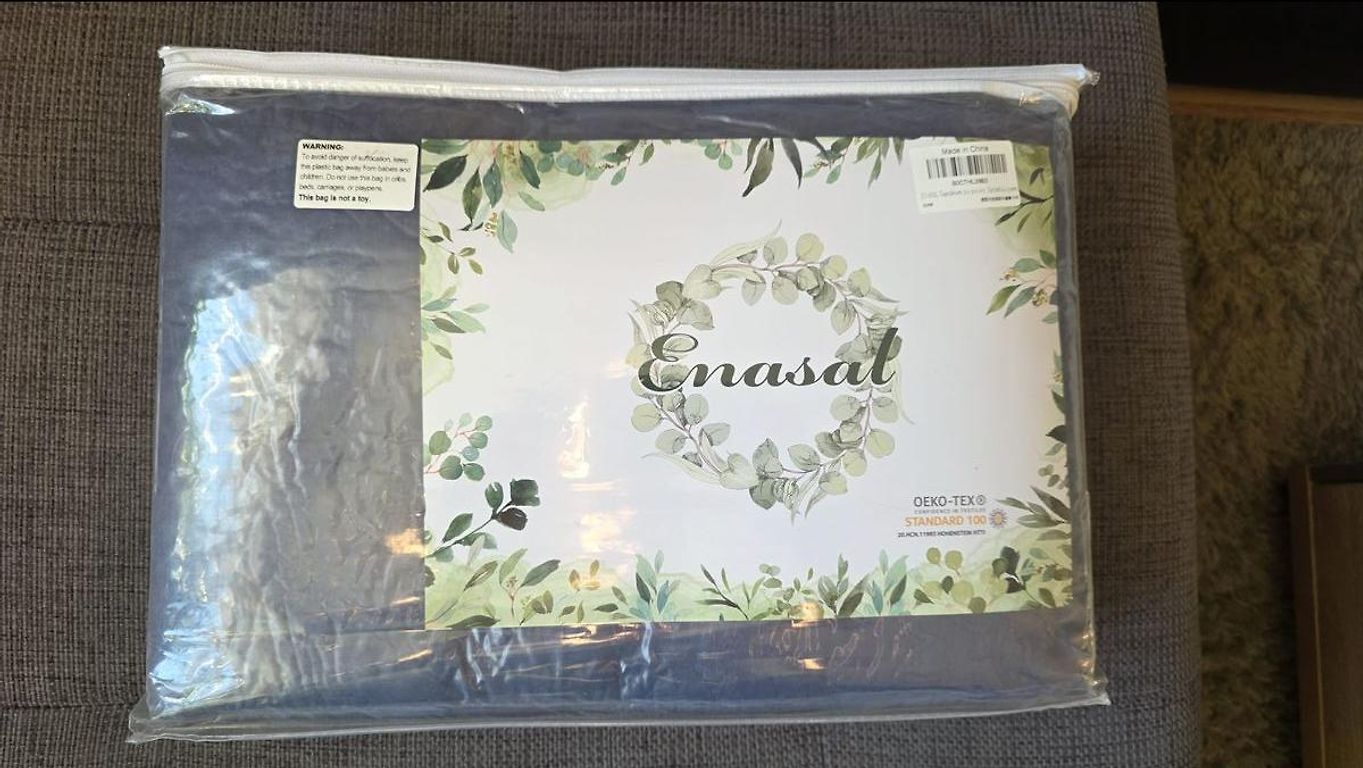 WARNING:
To avoid danger of suffocation, keep
this plastic bag away from babies and
children. Do not use this bag in cribs,
beds, carriages, or playpens.
This bag is not a toy.
Made in China
Enasal
OEKO-TEX®
CONFIDENCE IN TEXTILES
STANDARD 100
HOHENSTEIN HTTI